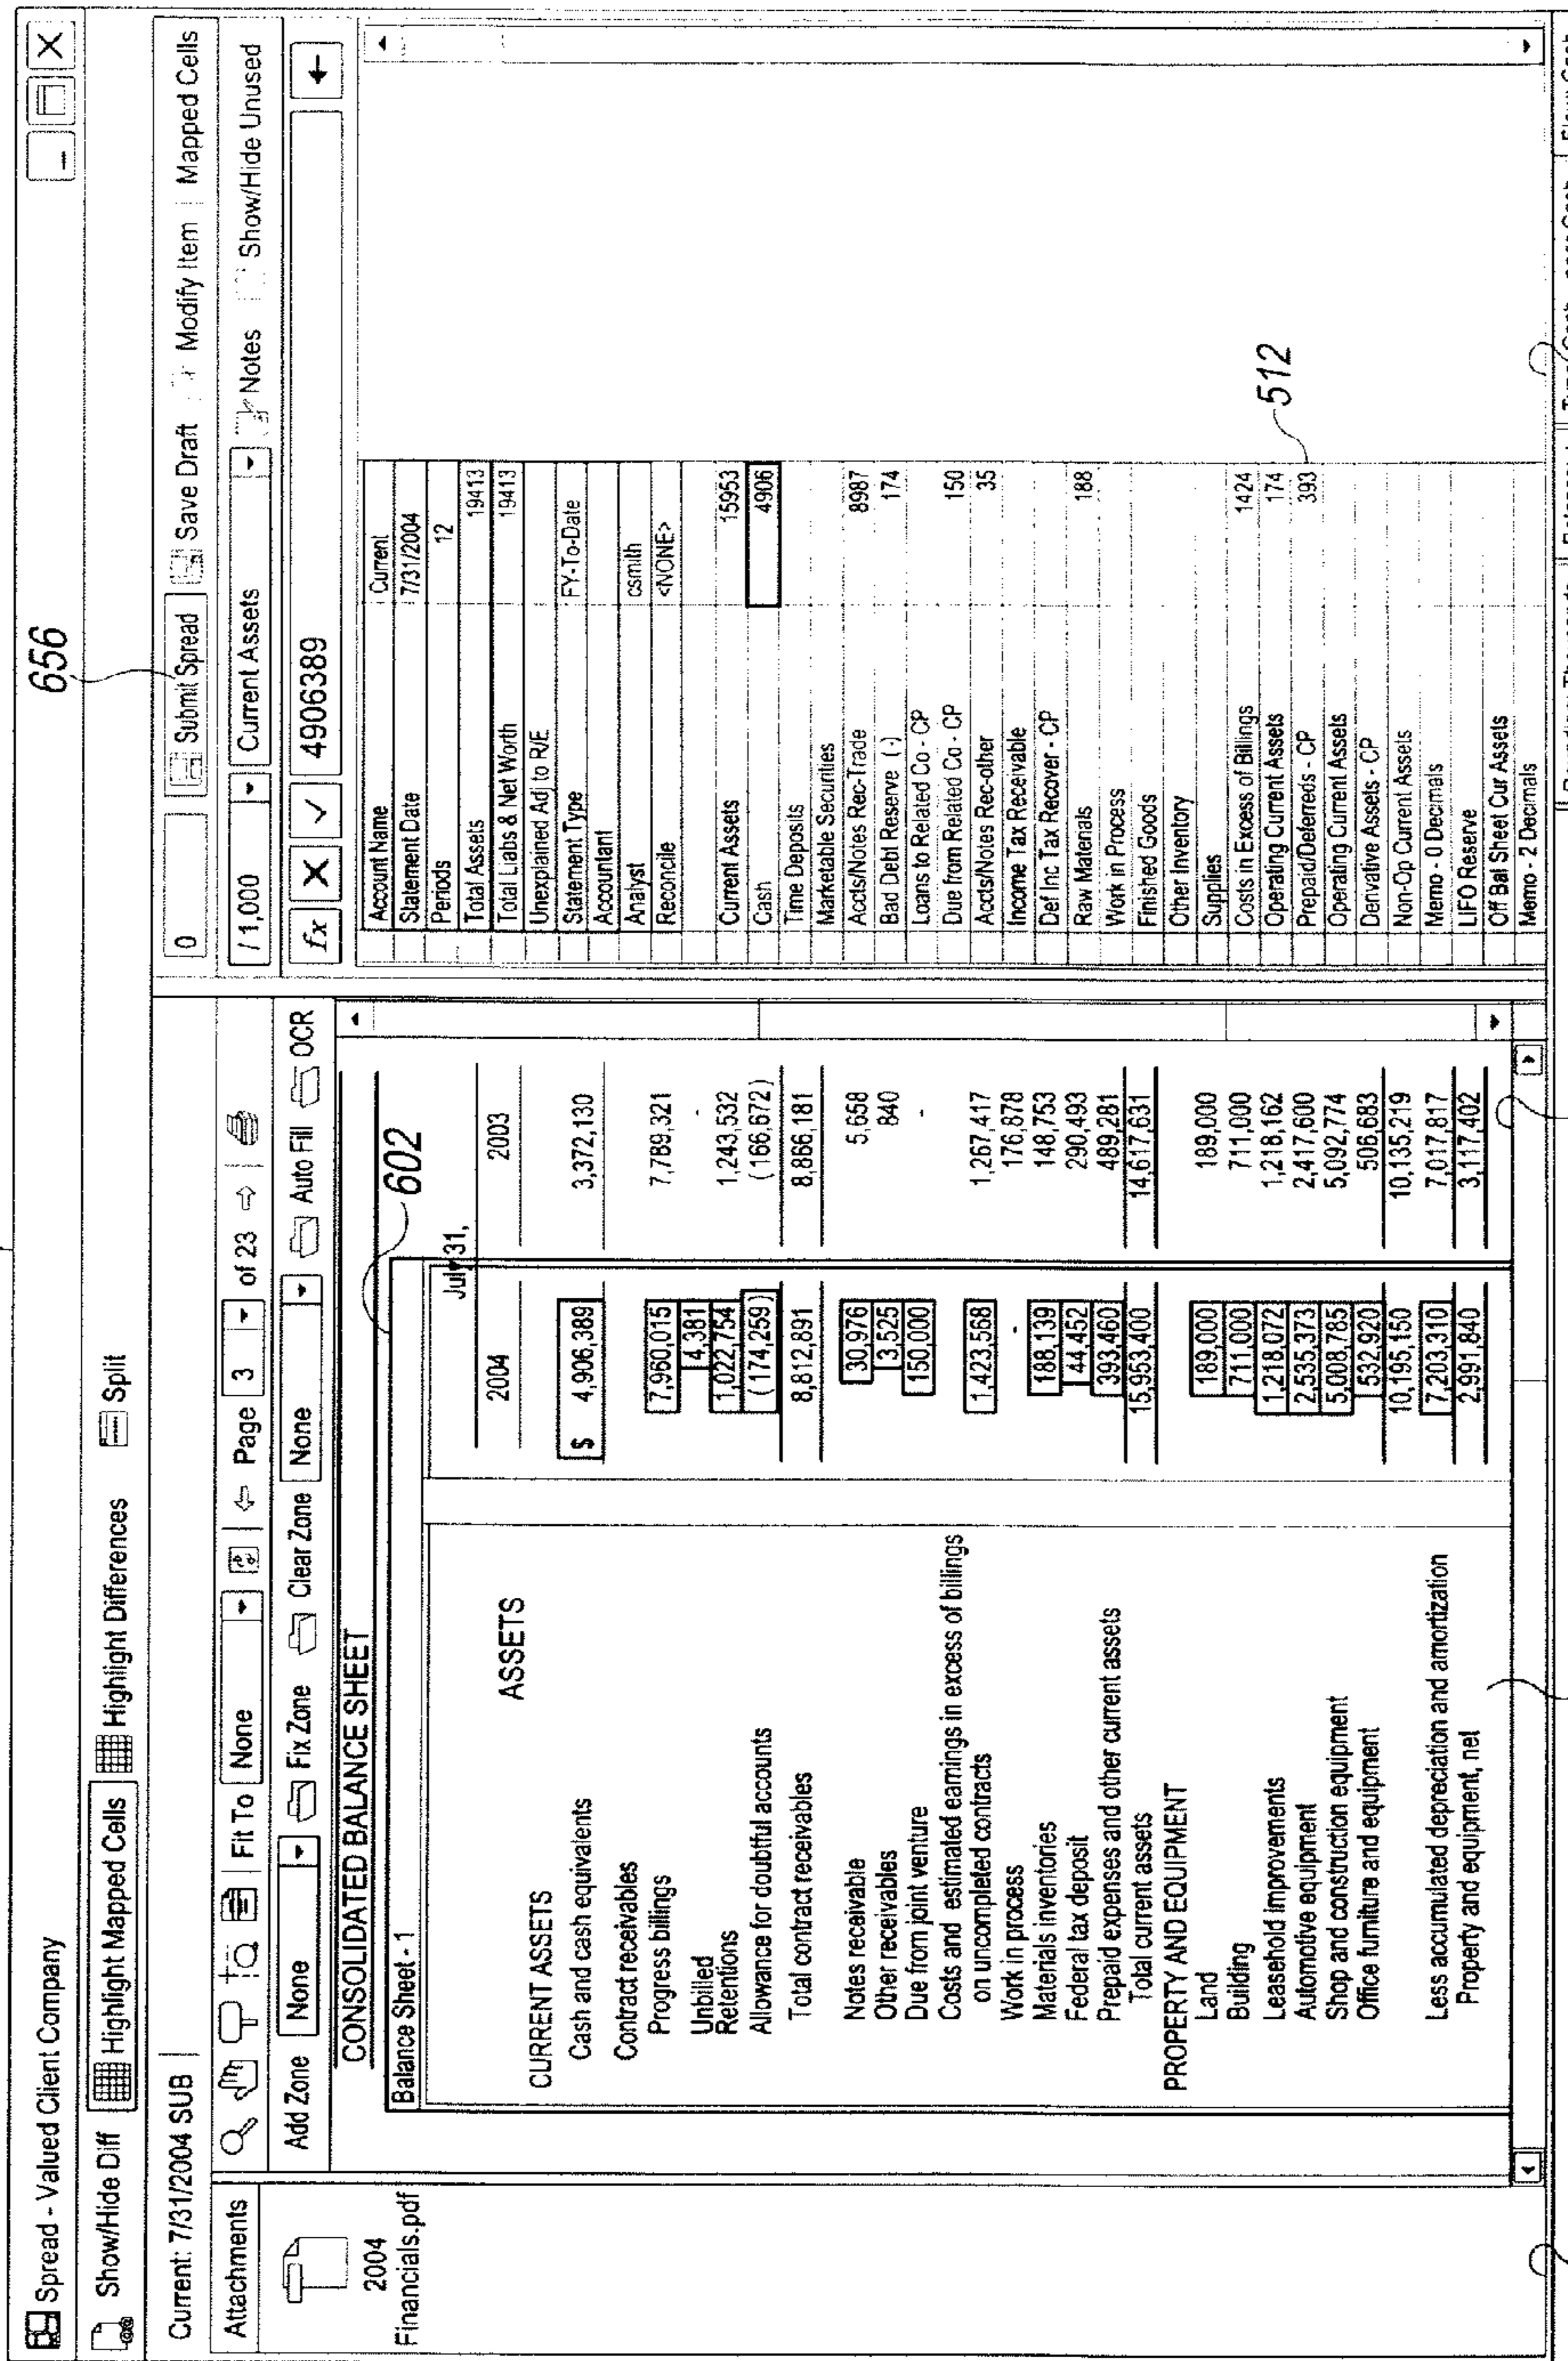 656
Spread - Valued Client Company
Show/Hide Diff Highlight Mapped Cells Highlight Differences Split
Current: 7/31/2004 SUB
0 Submit Spread Save Draft Modify Item Mapped Cells
Attachments
Fit To None Page 3 of 23
/ 1,000 Current Assets Notes Show/Hide Unused
Add Zone None Fix Zone Clear Zone None Auto Fill OCR
fx X ✓ 4906389
2004
Financials.pdf
CONSOLIDATED BALANCE SHEET
602
Balance Sheet - 1
July 31,
2004 2003
ASSETS
CURRENT ASSETS
Cash and cash equivalents $ 4,906,389 3,372,130
Contract receivables
Progress billings 7,960,015 7,789,321
Unbilled 4,381 -
Retentions 1,022,754 1,243,532
Allowance for doubtful accounts (174,259) (166,672)
Total contract receivables 8,812,891 8,866,181
Notes receivable 30,976 5,658
Other receivables 3,525 840
Due from joint venture 150,000 -
Costs and estimated earnings in excess of billings
on uncompleted contracts 1,423,568 1,267,417
Work in process - 176,878
Materials inventories 188,139 148,753
Federal tax deposit 44,452 290,493
Prepaid expenses and other current assets 393,460 489,281
Total current assets 15,953,400 14,617,631
PROPERTY AND EQUIPMENT
Land 189,000 189,000
Building 711,000 711,000
Leasehold improvements 1,218,072 1,218,162
Automotive equipment 2,535,373 2,417,600
Shop and construction equipment 5,008,785 5,092,774
Office furniture and equipment 532,920 506,683
10,195,150 10,135,219
Less accumulated depreciation and amortization 7,203,310 7,017,817
Property and equipment, net 2,991,840 3,117,402
Account Name Current
Statement Date 7/31/2004
Periods 12
Total Assets 19413
Total Liabs & Net Worth 19413
Unexplained Adj to R/E
Statement Type FY-To-Date
Accountant
Analyst csmith
Reconcile <NONE>
Current Assets 15953
Cash 4906
Time Deposits
Marketable Securities
Accts/Notes Rec-Trade 8987
Bad Debt Reserve (-) 174
Loans to Related Co - CP
Due from Related Co - CP 150
Accts/Notes Rec-other 35
Income Tax Receivable
Def Inc Tax Recover - CP
Raw Materials 188
Work in Process
Finished Goods
Other Inventory
Supplies
Costs in Excess of Billings 1424
Operating Current Assets 174
Prepaid/Deferreds - CP 393
512
Operating Current Assets
Derivative Assets - CP
Non-Op Current Assets
Memo - 0 Decimals
LIFO Reserve
Off Bal Sheet Cur Assets
Memo - 2 Decimals